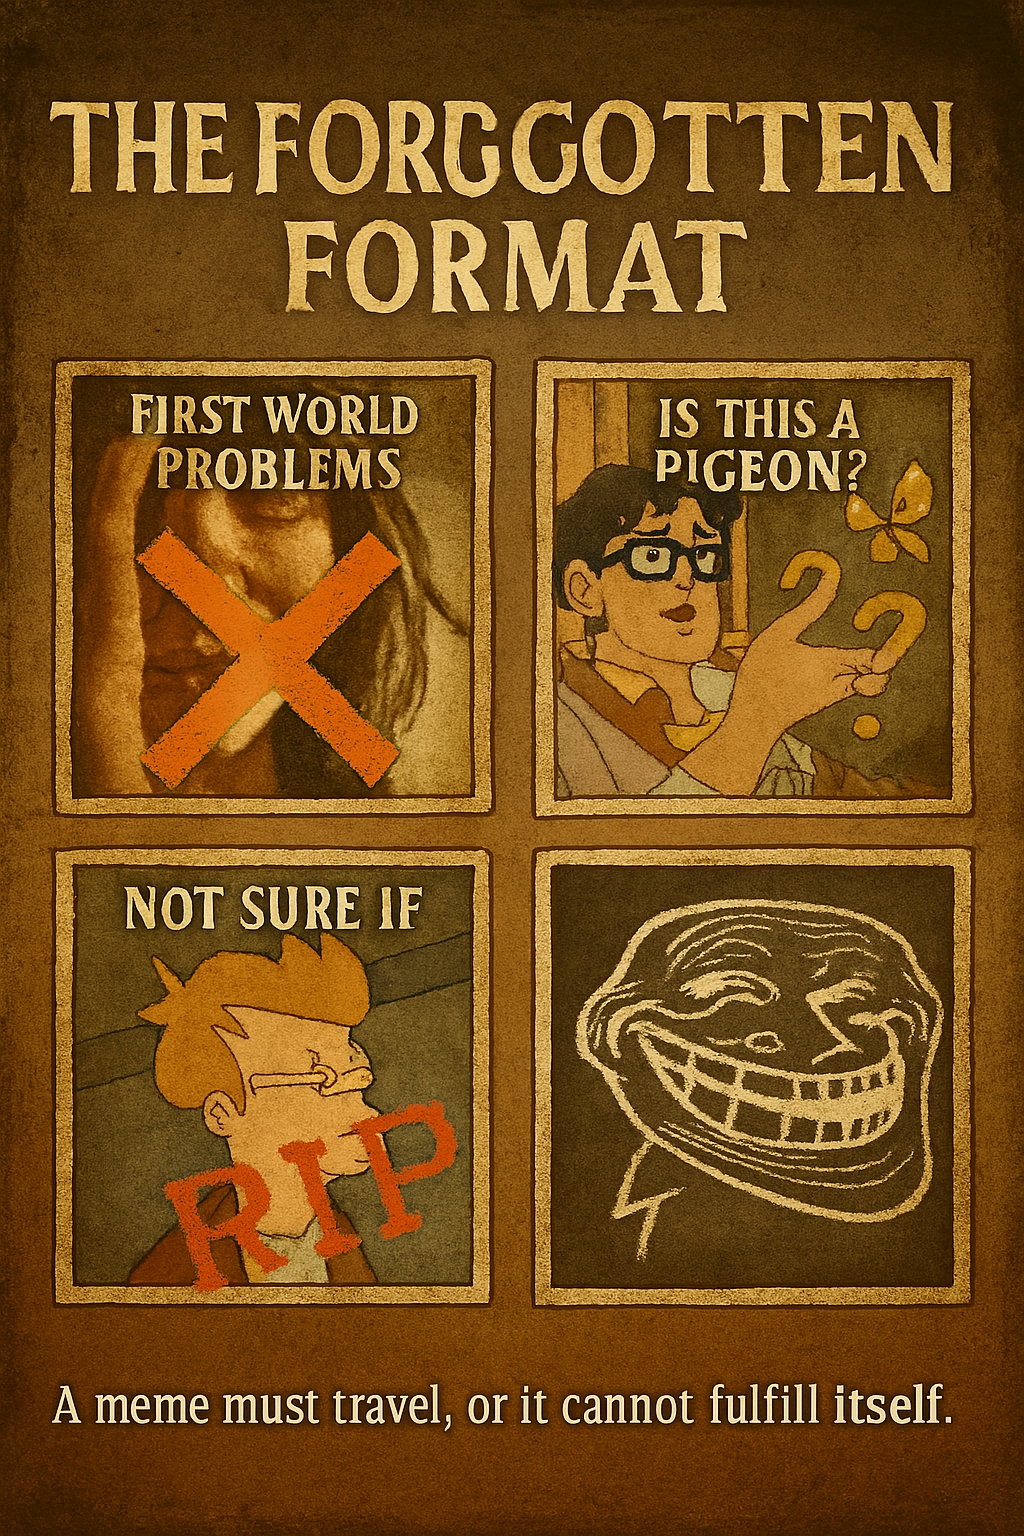 THE FORGGOTTEN
FORMAT
FIRST WORLD
PROBLEMS
IS THIS A
PIGEON?
??
NOT SURE IF
RIP
A meme must travel, or it cannot fulfill itself.